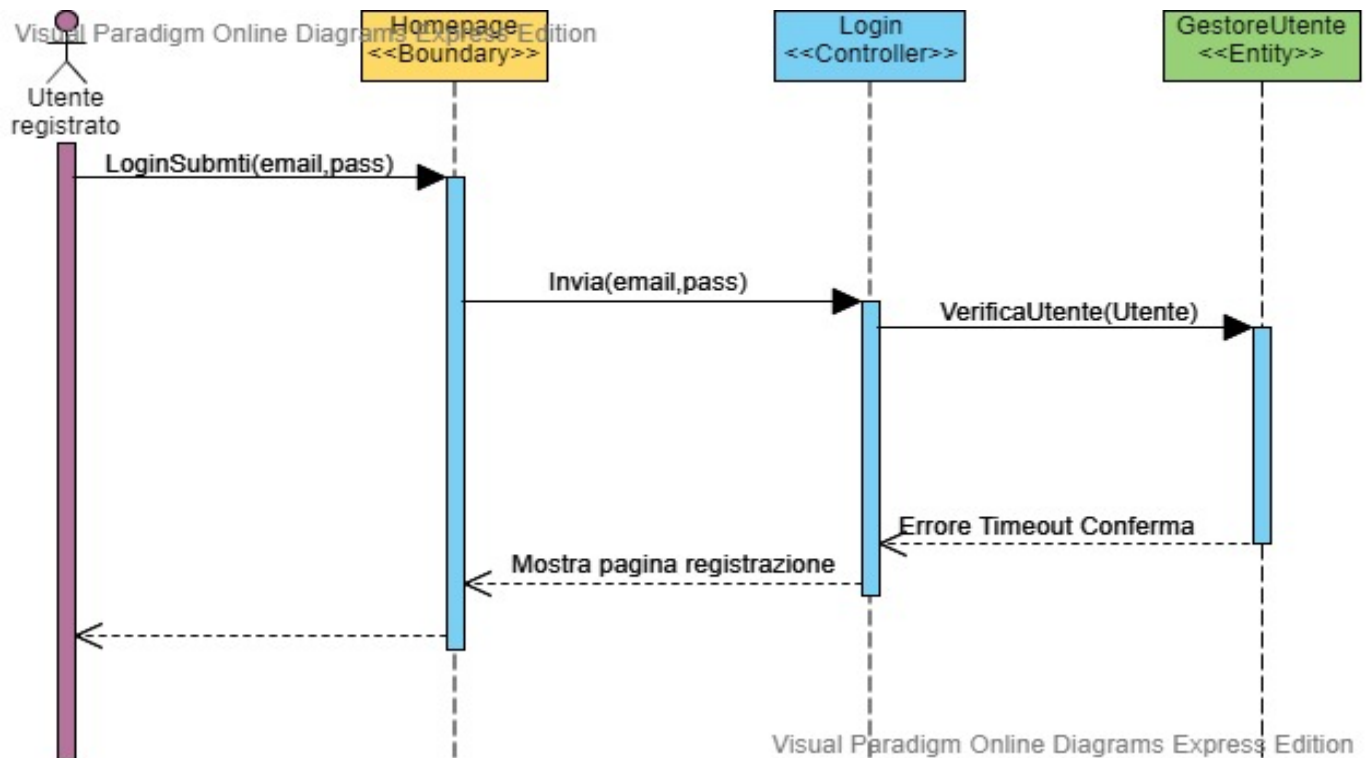 Visual Paradigm Online Diagrams Express Edition
Homepage
<<Boundary>>
Login
<<Controller>>
GestoreUtente
<<Entity>>
Utente
registrato
LoginSubmti(email,pass)
Invia(email,pass)
VerificaUtente(Utente)
Errore Timeout Conferma
Mostra pagina registrazione
Visual Paradigm Online Diagrams Express Edition